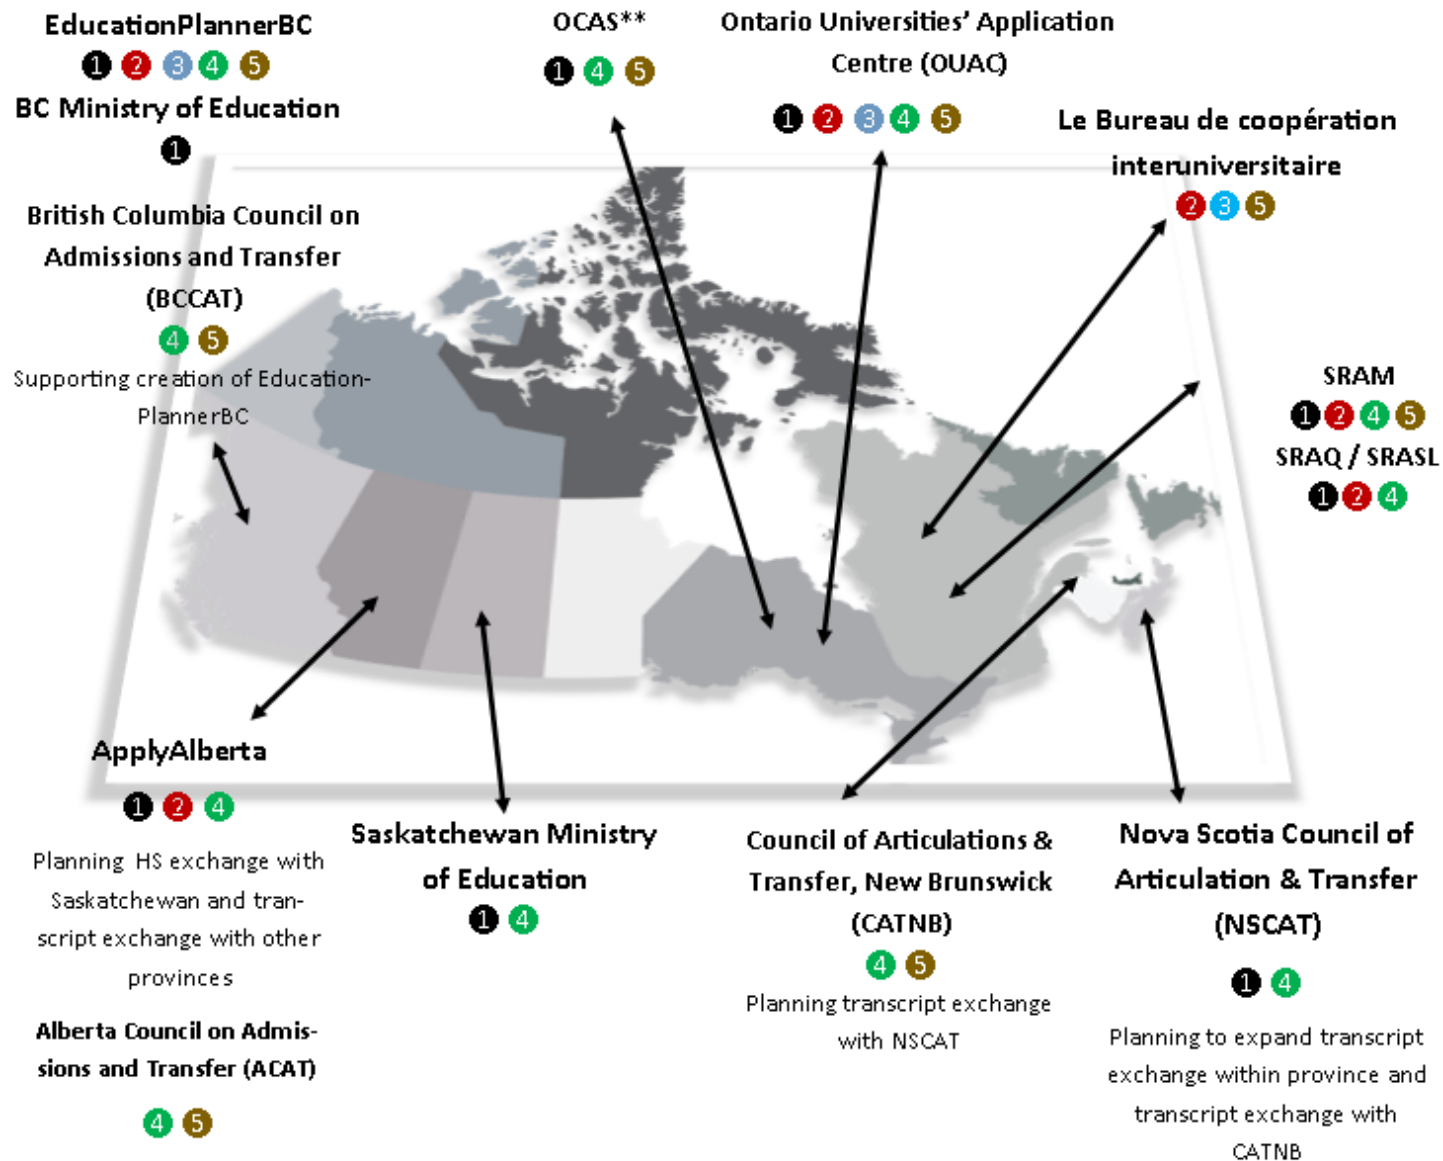 EducationPlannerBC
1 2 3 4 5
BC Ministry of Education
1
British Columbia Council on
Admissions and Transfer
(BCCAT)
4 5
Supporting creation of Education-
PlannerBC
OCAS**
1 4 5
Ontario Universities’ Application
Centre (OUAC)
1 2 3 4 5
Le Bureau de coopération
interuniversitaire
2 3 5
SRAM
1 2 4 5
SRAQ / SRASL
1 2 4
ApplyAlberta
1 2 4
Planning HS exchange with
Saskatchewan and tran-
script exchange with other
provinces
Alberta Council on Admis-
sions and Transfer (ACAT)
4 5
Saskatchewan Ministry
of Education
1 4
Council of Articulations &
Transfer, New Brunswick
(CATNB)
4 5
Planning transcript exchange
with NSCAT
Nova Scotia Council of
Articulation & Transfer
(NSCAT)
1 4
Planning to expand transcript
exchange within province and
transcript exchange with
CATNB